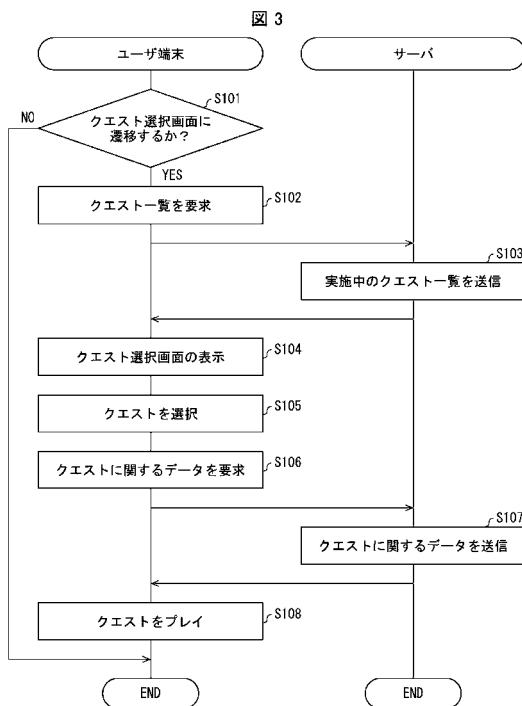 図 3
ユーザ端末
サーバ
S101
NO
クエスト選択画面に
遷移するか？
YES
クエスト一覧を要求
S102
S103
実施中のクエスト一覧を送信
クエスト選択画面の表示
S104
クエストを選択
S105
クエストに関するデータを要求
S106
S107
クエストに関するデータを送信
クエストをプレイ
S108
END
END